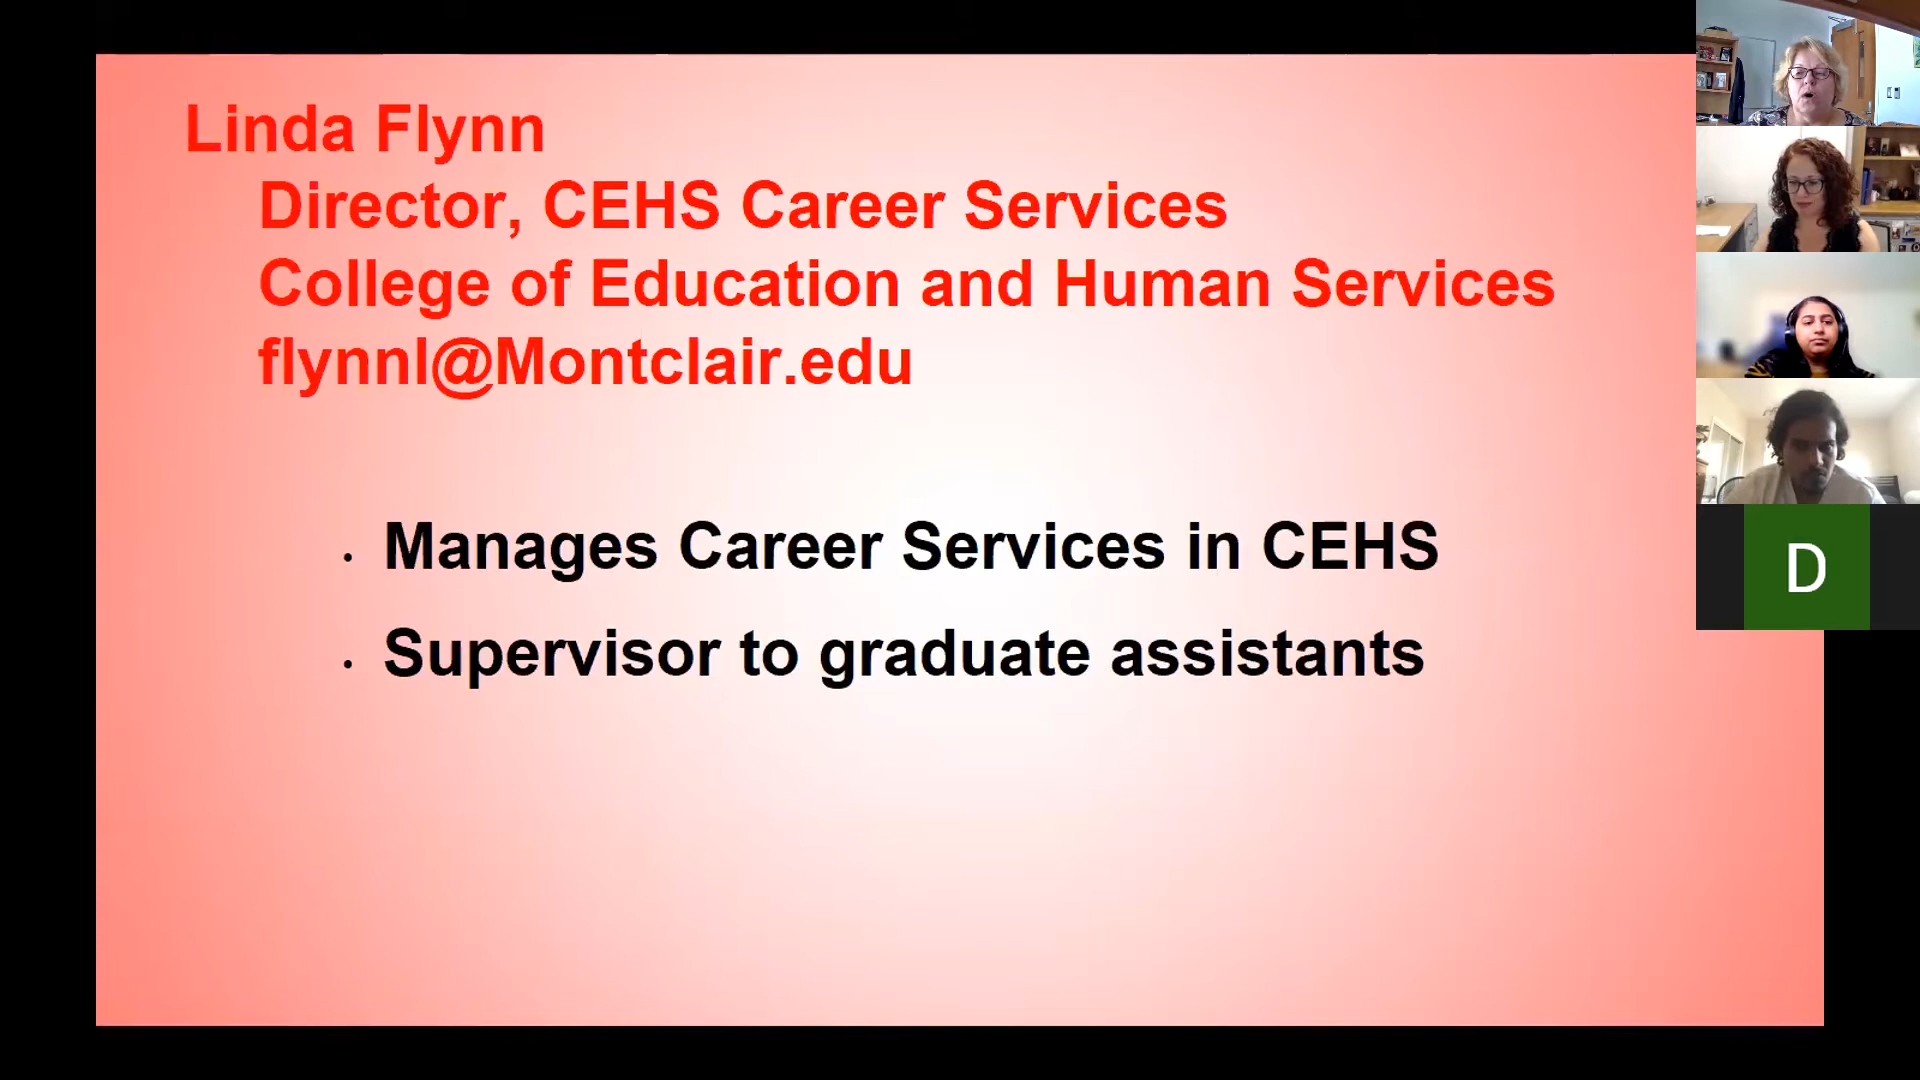 Linda Flynn
Director, CEHS Career Services
College of Education and Human Services
flynnl@Montclair.edu
• Manages Career Services in CEHS
• Supervisor to graduate assistants
D